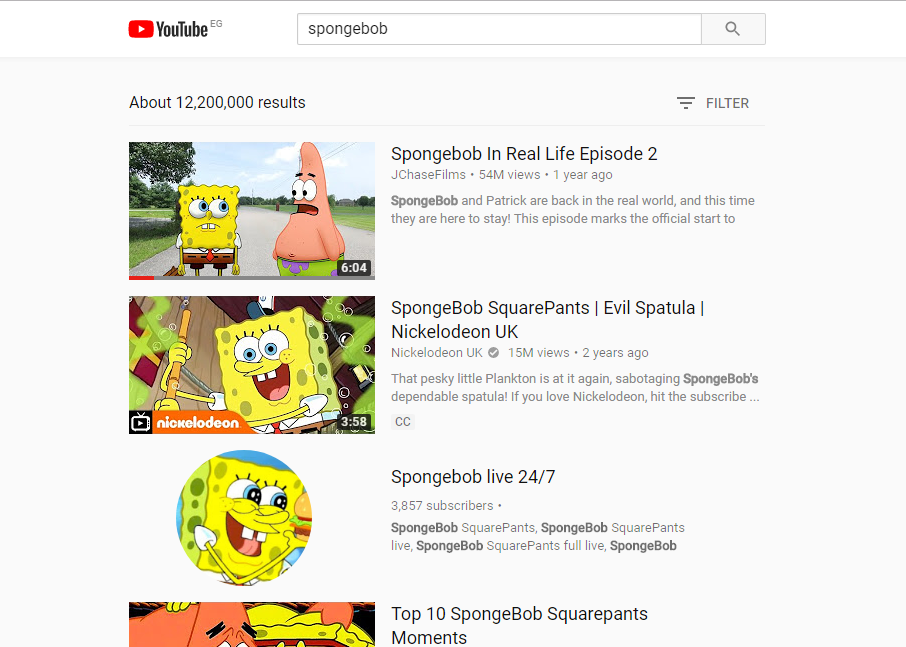 YouTube EG
spongebob
About 12,200,000 results
FILTER
Spongebob In Real Life Episode 2
JChaseFilms • 54M views • 1 year ago
SpongeBob and Patrick are back in the real world, and this time
they are here to stay! This episode marks the official start to
6:04
SpongeBob SquarePants | Evil Spatula |
Nickelodeon UK
Nickelodeon UK 15M views • 2 years ago
That pesky little Plankton is at it again, sabotaging SpongeBob's
dependable spatula! If you love Nickelodeon, hit the subscribe ...
CC
nickelodeon
3:58
Spongebob live 24/7
3,857 subscribers •
SpongeBob SquarePants, SpongeBob SquarePants
live, SpongeBob SquarePants full live, SpongeBob
Top 10 SpongeBob Squarepants
Moments